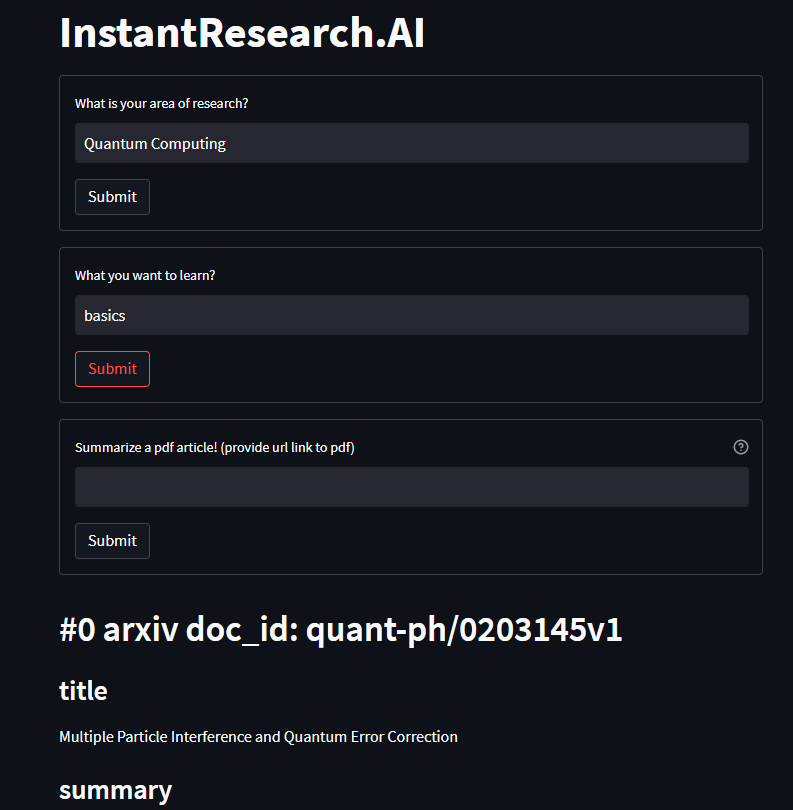 InstantResearch.AI
What is your area of research?
Quantum Computing
Submit
What you want to learn?
basics
Submit
Summarize a pdf article! (provide url link to pdf)
Submit
#0 arxiv doc_id: quant-ph/0203145v1
title
Multiple Particle Interference and Quantum Error Correction
summary